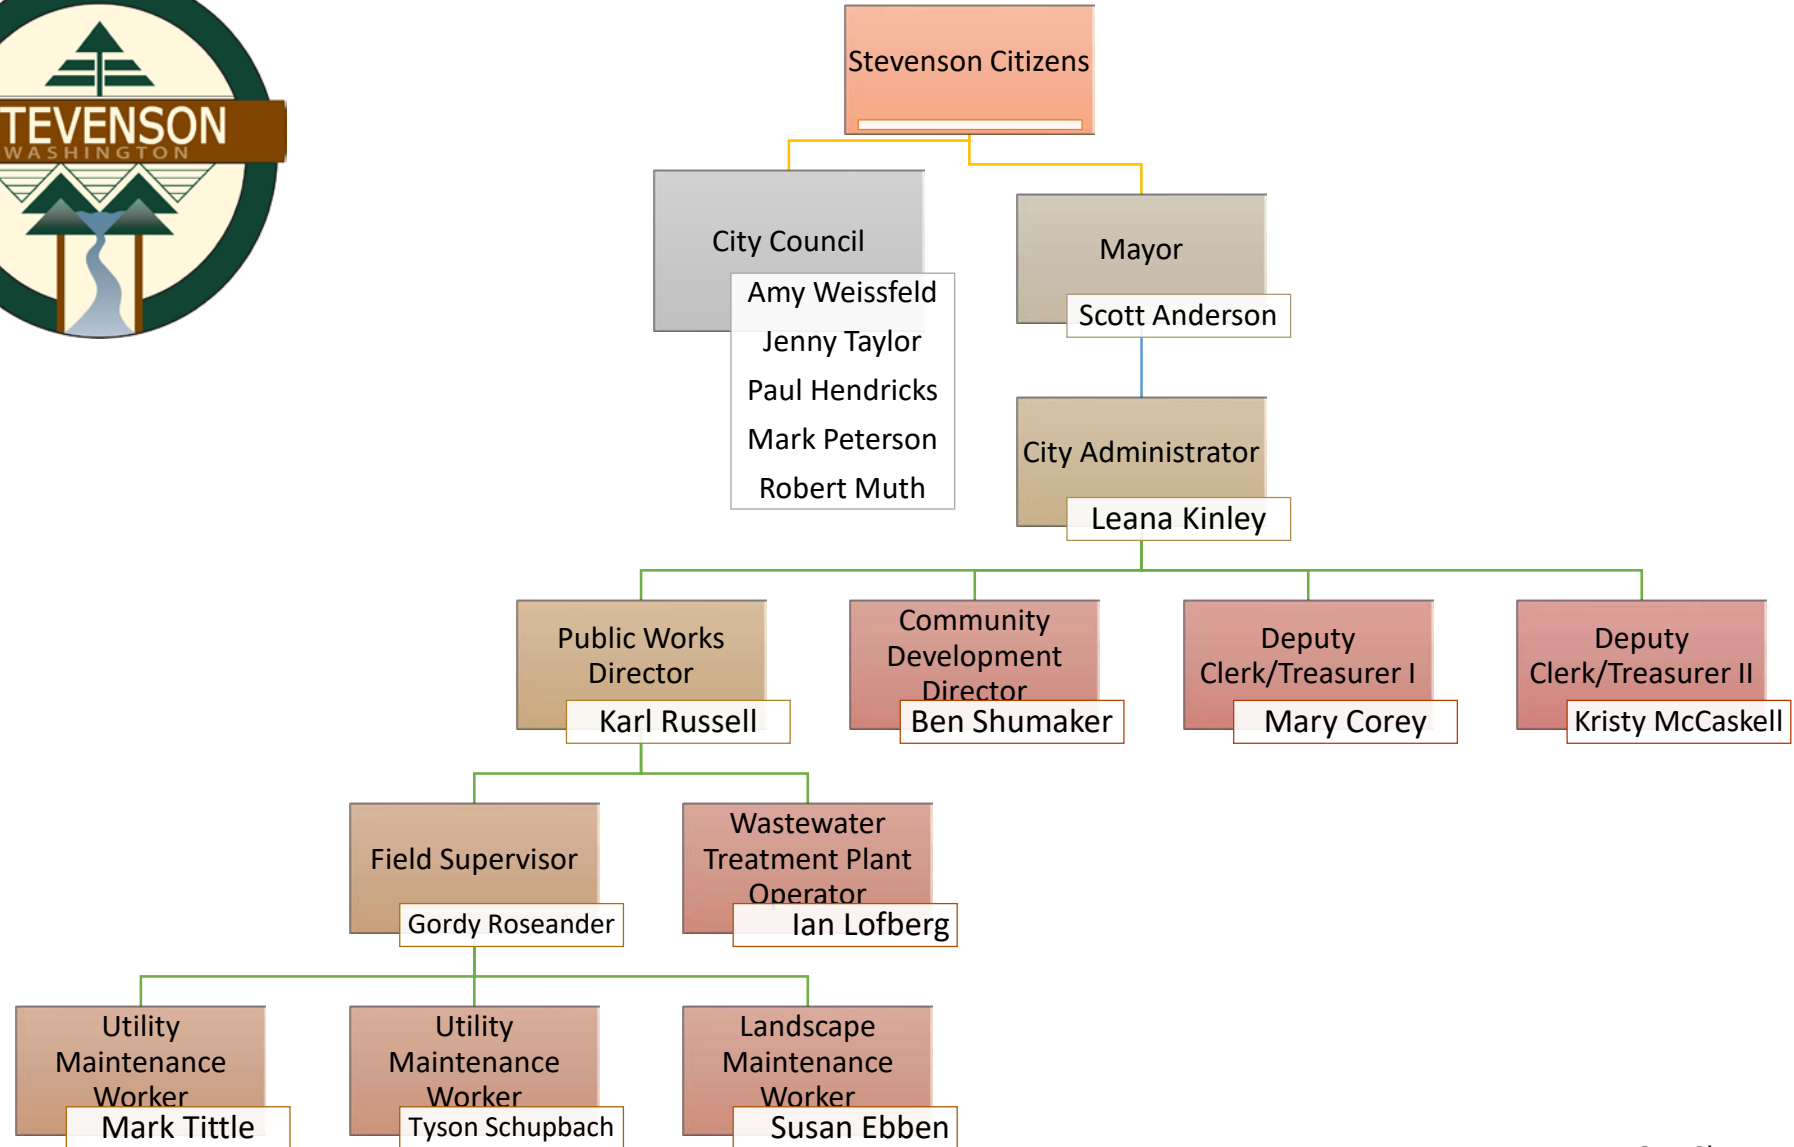 TEVENSON
WASHINGTON
Stevenson Citizens
City Council
Amy Weissfeld
Jenny Taylor
Paul Hendricks
Mark Peterson
Robert Muth
Mayor
Scott Anderson
City Administrator
Leana Kinley
Public Works
Director
Karl Russell
Community
Development
Director
Ben Shumaker
Deputy
Clerk/Treasurer I
Mary Corey
Deputy
Clerk/Treasurer II
Kristy McCaskell
Field Supervisor
Gordy Roseander
Wastewater
Treatment Plant
Operator
Ian Lofberg
Utility
Maintenance
Worker
Mark Tittle
Utility
Maintenance
Worker
Tyson Schupbach
Landscape
Maintenance
Worker
Susan Ebben